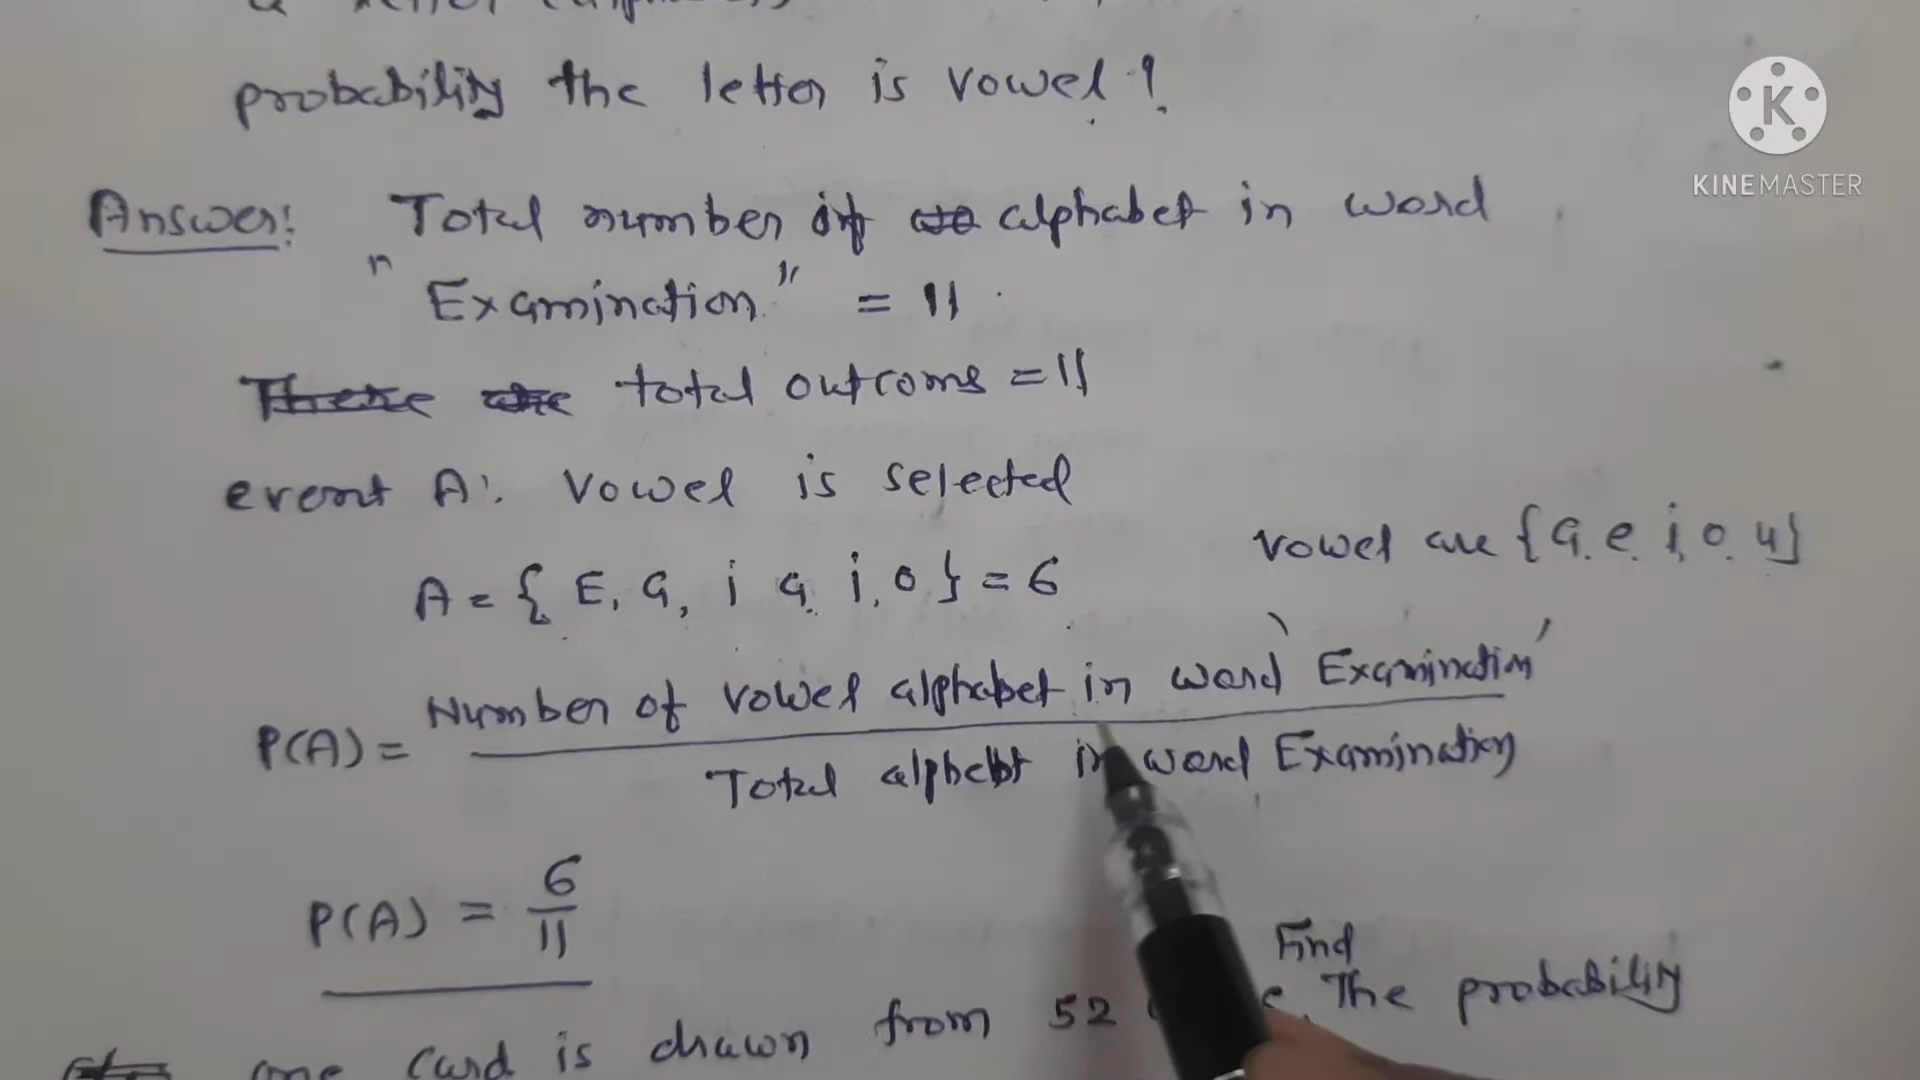 probability the letter is vowel ?
K
KINEMASTER
Answer: Total number of alphabet in word
"Examination" = 11
total outcoms = 11
event A: vowel is selected
vowel are {a, e, i, o, u}
A = { E, a, i a, i, o } = 6
P(A) = Number of vowel alphabet in word 'Examination'
Total alphabet in word Examination
P(A) = 6
11
Find
one card is drawn from 52 The probability